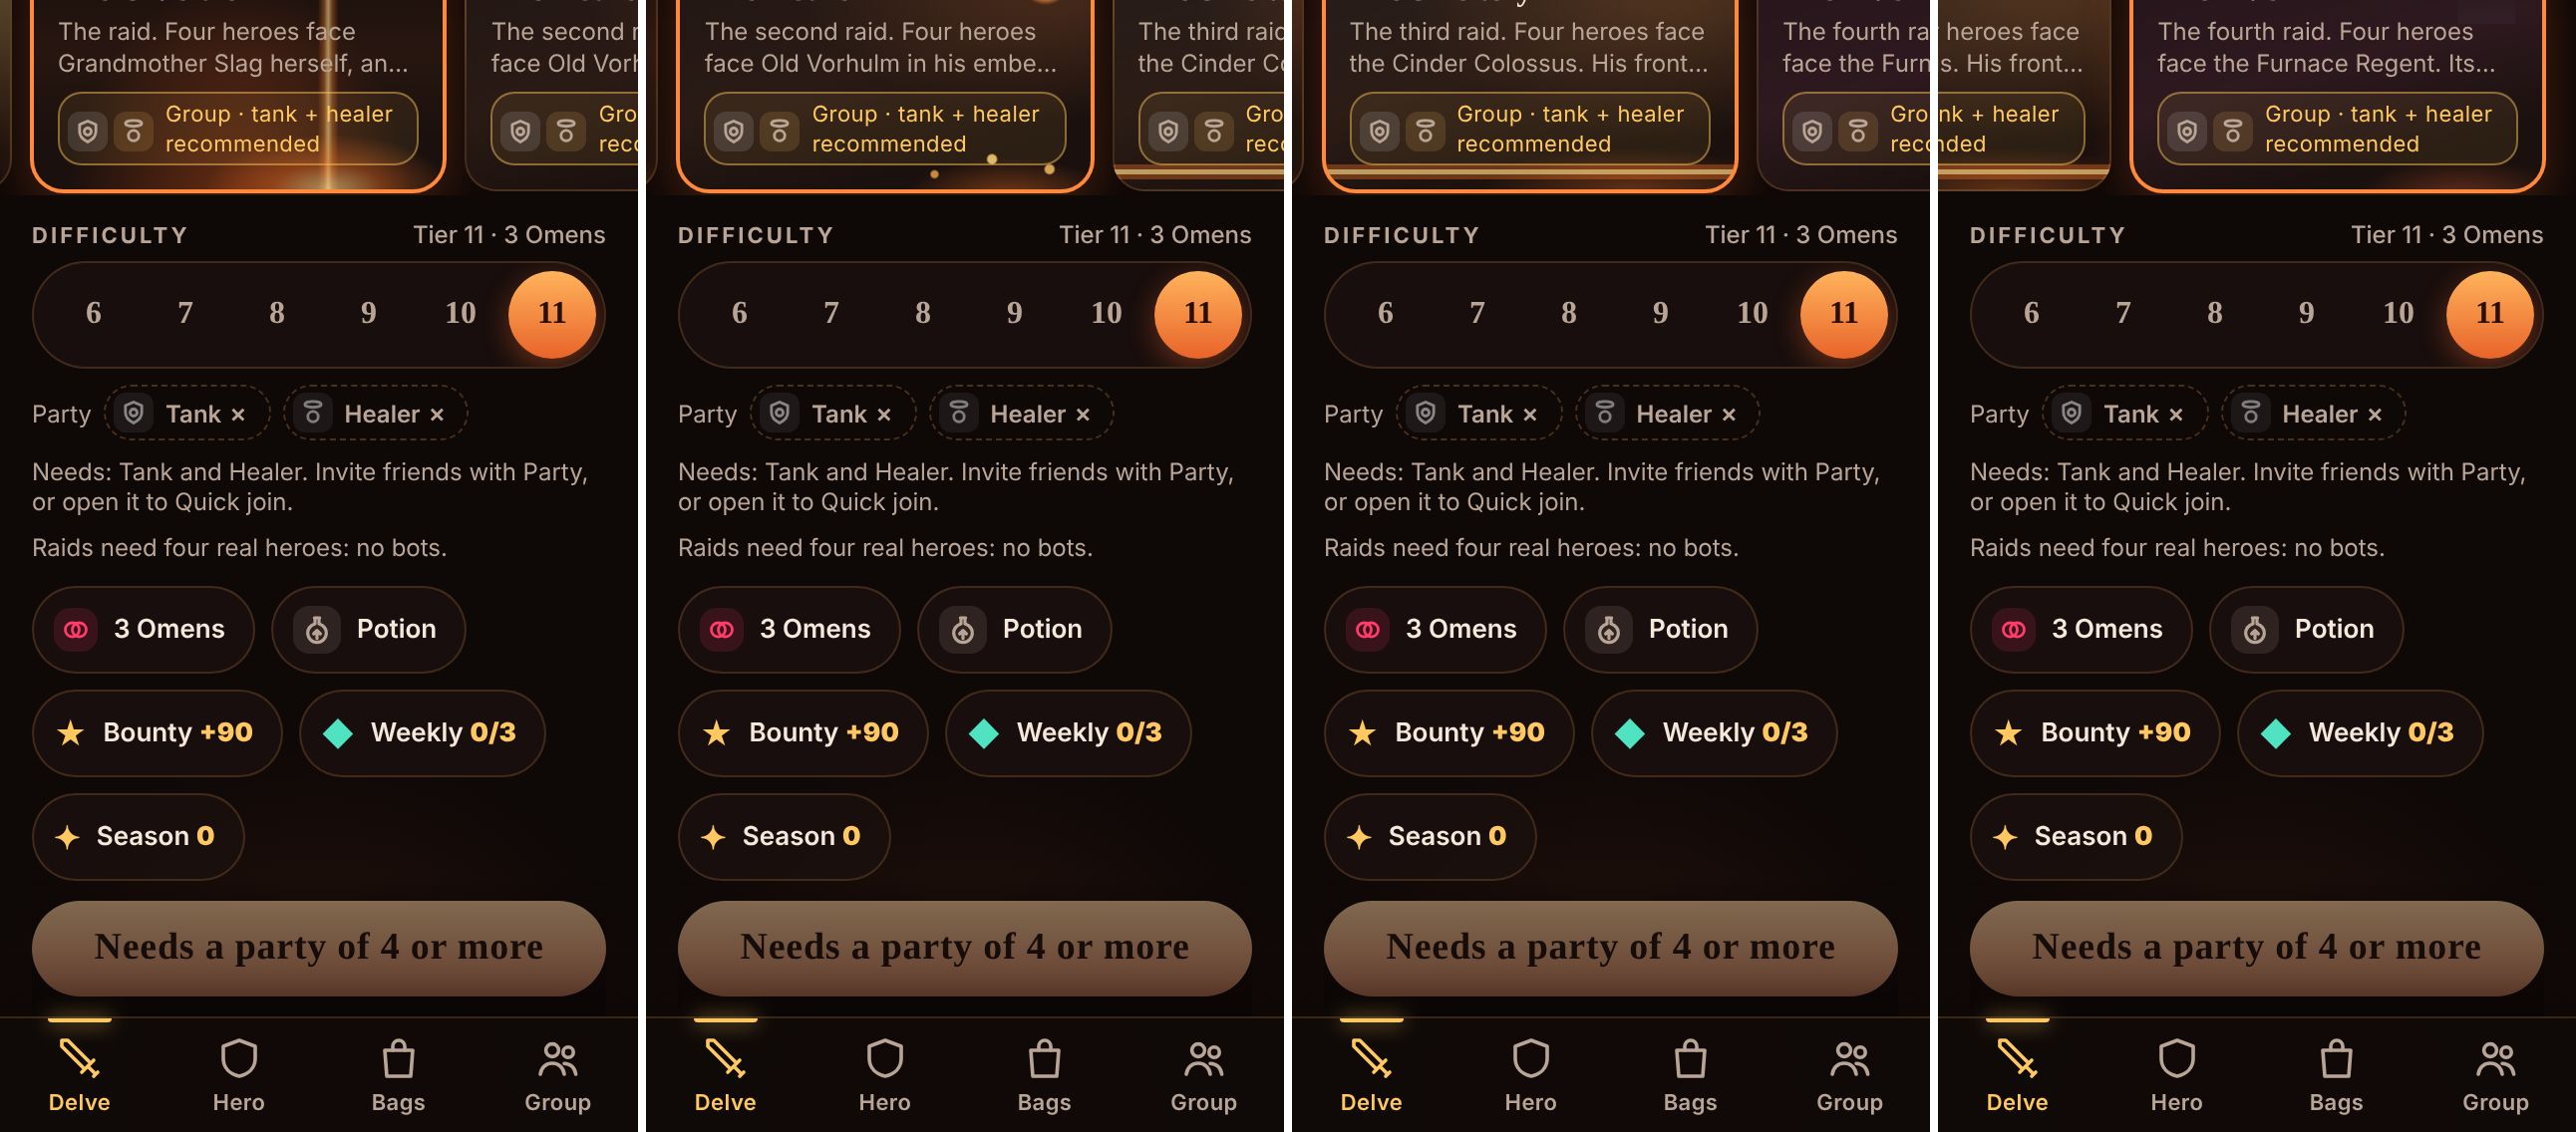 The raid. Four heroes face
Grandmother Slag herself, an...
Group · tank + healer
recommended
The second r
face Old Vorh
Gro
rec
DIFFICULTY
Tier 11 · 3 Omens
6 7 8 9 10 11
Party Tank × Healer ×
Needs: Tank and Healer. Invite friends with Party,
or open it to Quick join.
Raids need four real heroes: no bots.
3 Omens Potion
Bounty +90 Weekly 0/3
Season 0
Needs a party of 4 or more
Delve Hero Bags Group
The second raid. Four heroes
face Old Vorhulm in his embe...
Group · tank + healer
recommended
The third raid
the Cinder Co
Gro
rec
DIFFICULTY
Tier 11 · 3 Omens
6 7 8 9 10 11
Party Tank × Healer ×
Needs: Tank and Healer. Invite friends with Party,
or open it to Quick join.
Raids need four real heroes: no bots.
3 Omens Potion
Bounty +90 Weekly 0/3
Season 0
Needs a party of 4 or more
Delve Hero Bags Group
The third raid. Four heroes face
the Cinder Colossus. His front...
Group · tank + healer
recommended
The fourth ra
face the Furn
Gro
rec
DIFFICULTY
Tier 11 · 3 Omens
6 7 8 9 10 11
Party Tank × Healer ×
Needs: Tank and Healer. Invite friends with Party,
or open it to Quick join.
Raids need four real heroes: no bots.
3 Omens Potion
Bounty +90 Weekly 0/3
Season 0
Needs a party of 4 or more
Delve Hero Bags Group
heroes face
s. His front...
nk + healer
nded
The fourth raid. Four heroes
face the Furnace Regent. Its...
Group · tank + healer
recommended
DIFFICULTY
Tier 11 · 3 Omens
6 7 8 9 10 11
Party Tank × Healer ×
Needs: Tank and Healer. Invite friends with Party,
or open it to Quick join.
Raids need four real heroes: no bots.
3 Omens Potion
Bounty +90 Weekly 0/3
Season 0
Needs a party of 4 or more
Delve Hero Bags Group